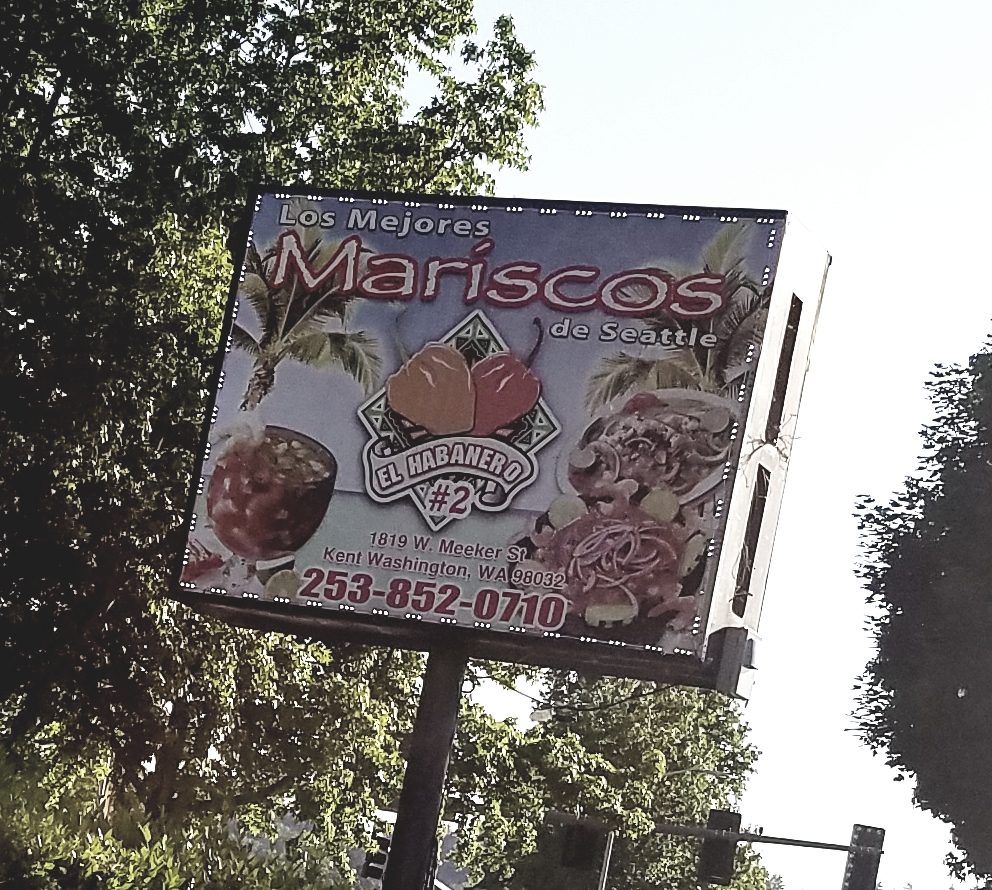 Los Mejores
Mariscos
de Seattle
EL HABANERO
#2
1819 W. Meeker St
Kent Washington, WA 98032
253-852-0710